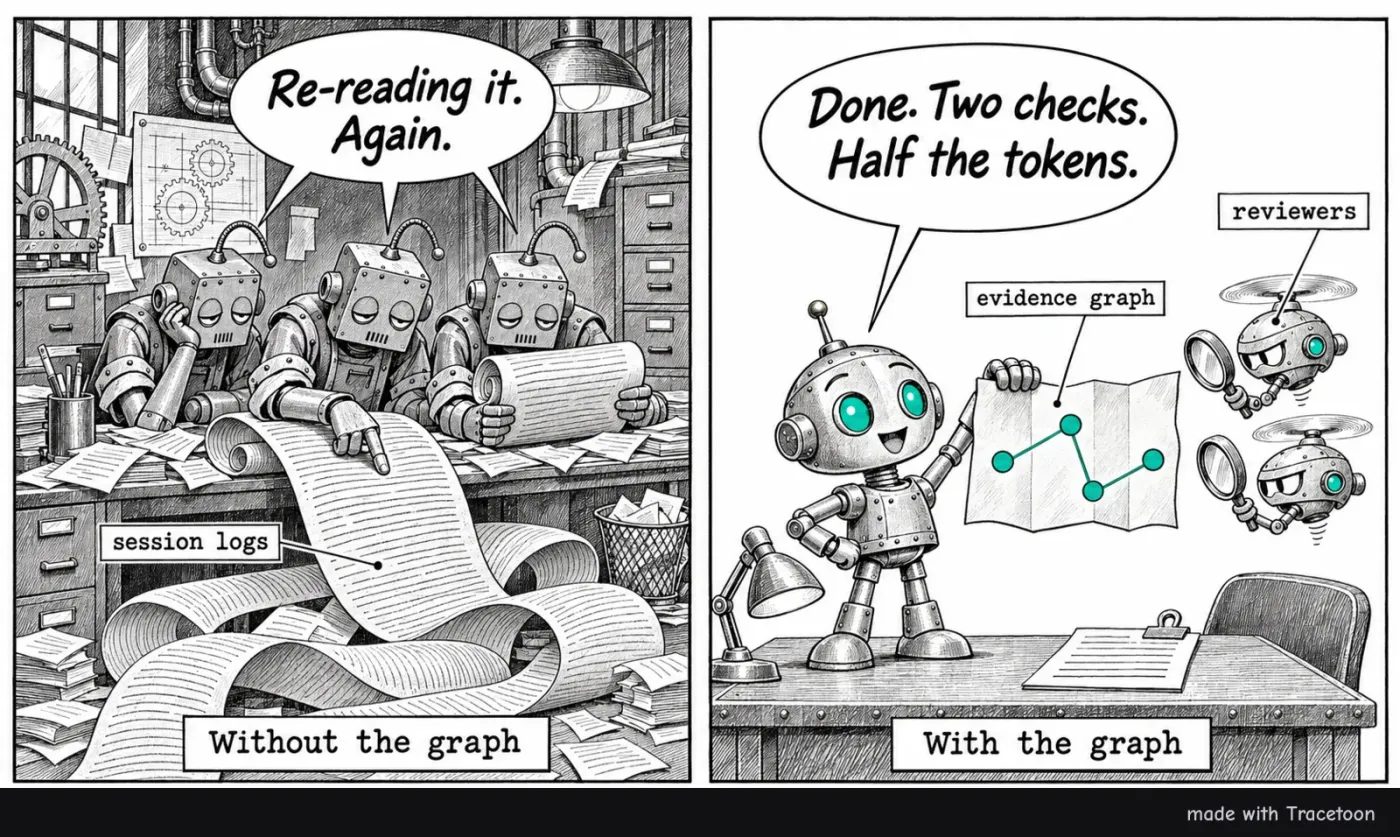 Re-reading it.
Again.
session logs
Without the graph
Done. Two checks.
Half the tokens.
reviewers
evidence graph
With the graph
made with Tracetoon